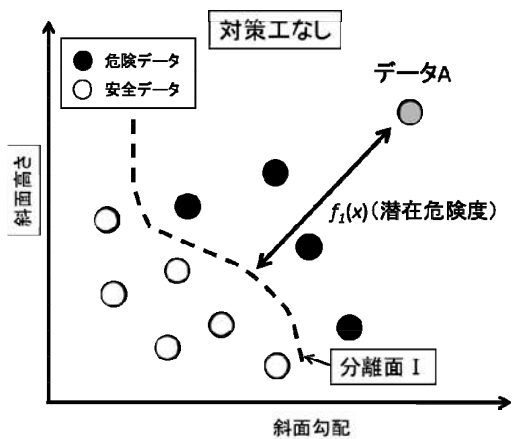 対策工なし
危険データ
安全データ
データA
斜面高さ
f₁(x)(潜在危険度)
分離面 I
斜面勾配